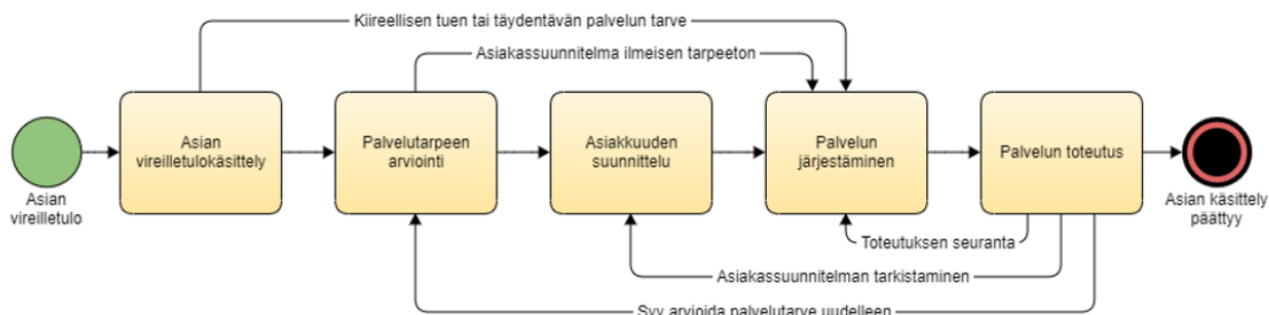 Kiireellisen tuen tai täydentävän palvelun tarve
Asiakassuunnitelma ilmeisen tarpeeton
Asian
vireilletulo
Asian
vireilletulokäsittely
Palvelutarpeen
arviointi
Asiakkuuden
suunnittelu
Palvelun
järjestäminen
Palvelun toteutus
Asian käsittely
päättyy
Toteutuksen seuranta
Asiakassuunnitelman tarkistaminen
Syy arvioida palvelutarve uudelleen